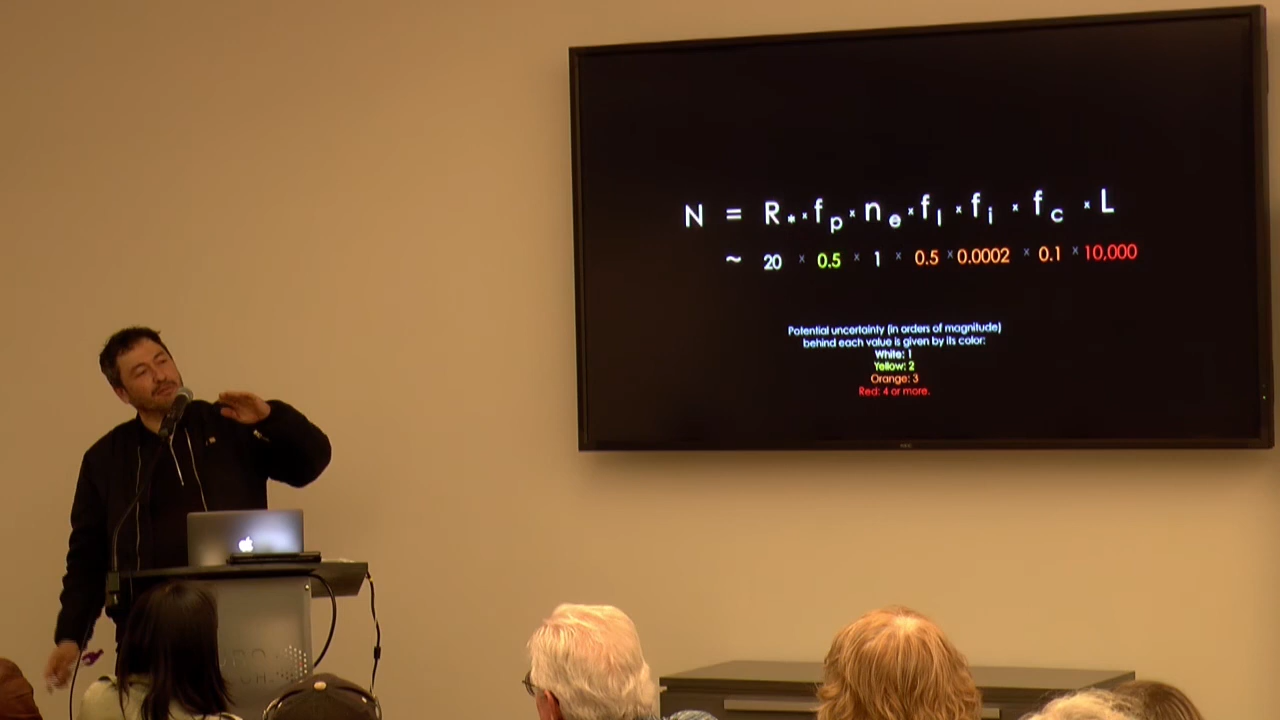 N = R* × fp × ne × fl × fi × fc × L
~ 20 × 0.5 × 1 × 0.5 × 0.0002 × 0.1 × 10,000
Potential uncertainty (in orders of magnitude)
behind each value is given by its color:
White: 1
Yellow: 2
Orange: 3
Red: 4 or more.
NEC